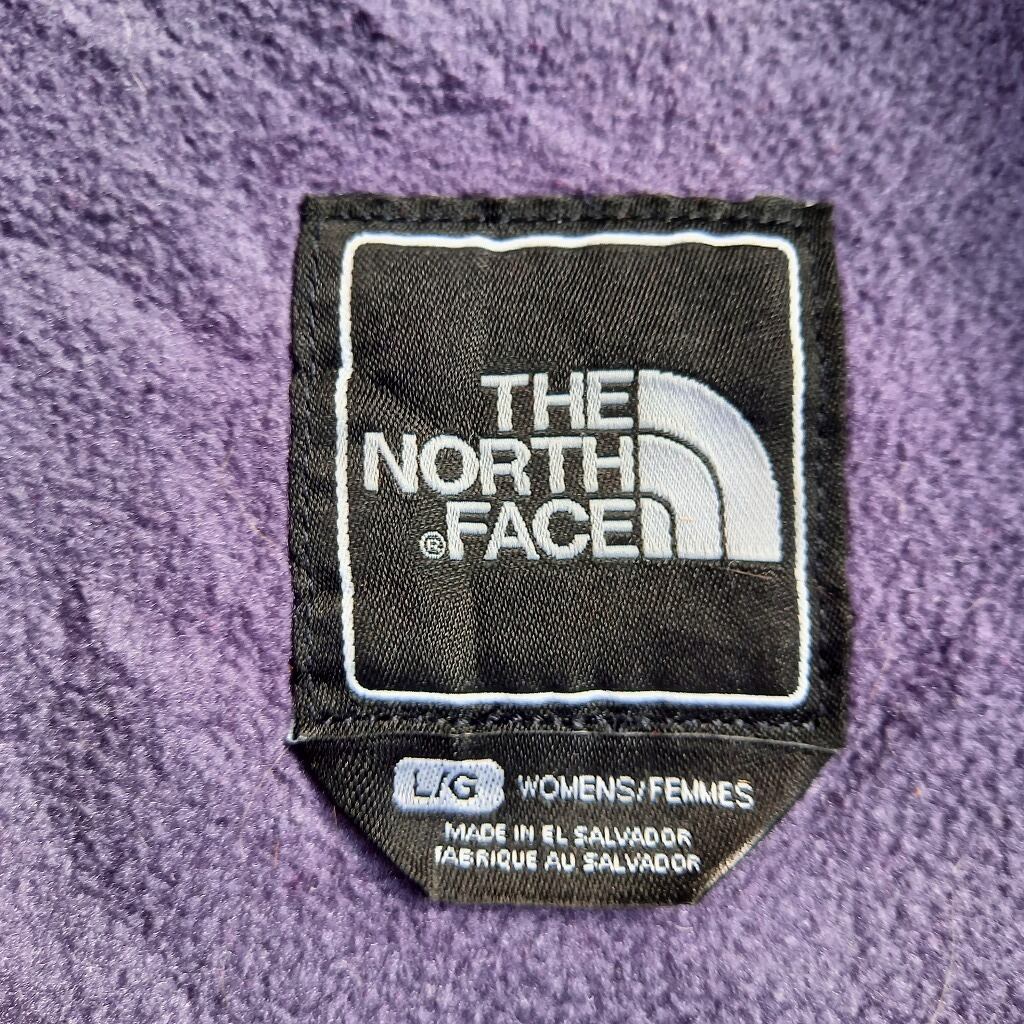 THE
NORTH
®FACE
L/G WOMENS/FEMMES
MADE IN EL SALVADOR
FABRIQUE AU SALVADOR